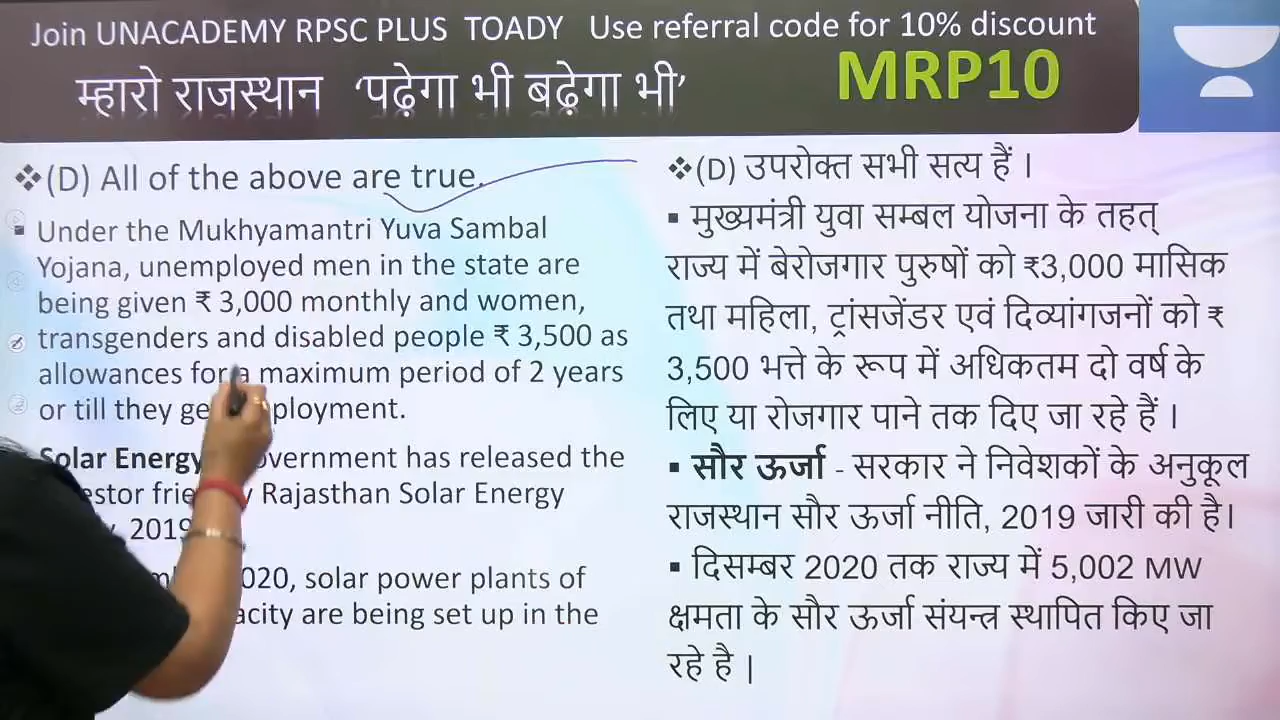 Join UNACADEMY RPSC PLUS TOADY Use referral code for 10% discount
म्हारो राजस्थान ‘पढ़ेगा भी बढ़ेगा भी’
MRP10
❖(D) All of the above are true.
▪ Under the Mukhyamantri Yuva Sambal
Yojana, unemployed men in the state are
being given ₹ 3,000 monthly and women,
transgenders and disabled people ₹ 3,500 as
allowances for a maximum period of 2 years
or till they ployment.
Solar Energy vernment has released the
Rajasthan Solar Energy
2019
020, solar power plants of
acity are being set up in the
❖(D) उपरोक्त सभी सत्य हैं ।
▪ मुख्यमंत्री युवा सम्बल योजना के तहत्
राज्य में बेरोजगार पुरुषों को ₹3,000 मासिक
तथा महिला, ट्रांसजेंडर एवं दिव्यांगजनों को ₹
3,500 भत्ते के रूप में अधिकतम दो वर्ष के
लिए या रोजगार पाने तक दिए जा रहे हैं ।
▪ सौर ऊर्जा - सरकार ने निवेशकों के अनुकूल
राजस्थान सौर ऊर्जा नीति, 2019 जारी की है।
▪ दिसम्बर 2020 तक राज्य में 5,002 MW
क्षमता के सौर ऊर्जा संयन्त्र स्थापित किए जा
रहे है |